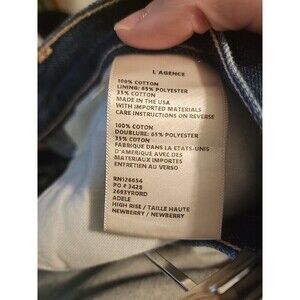 L'AGENCE
100% COTTON
LINING: 65% POLYESTER
35% COTTON
MADE IN THE USA
WITH IMPORTED MATERIALS
CARE INSTRUCTIONS ON REVERSE
100% COTON
DOUBLURE: 65% POLYESTER
35% COTON
FABRIQUE DANS LA ETATS-UNIS
D'AMERIQUE AVEC DES
MATERIAUX IMPORTES
ENTRETIEN AU VERSO
RN126654
PO # 3428
2683YRORD
ADELE
HIGH RISE / TAILLE HAUTE
NEWBERRY / NEWBERRY